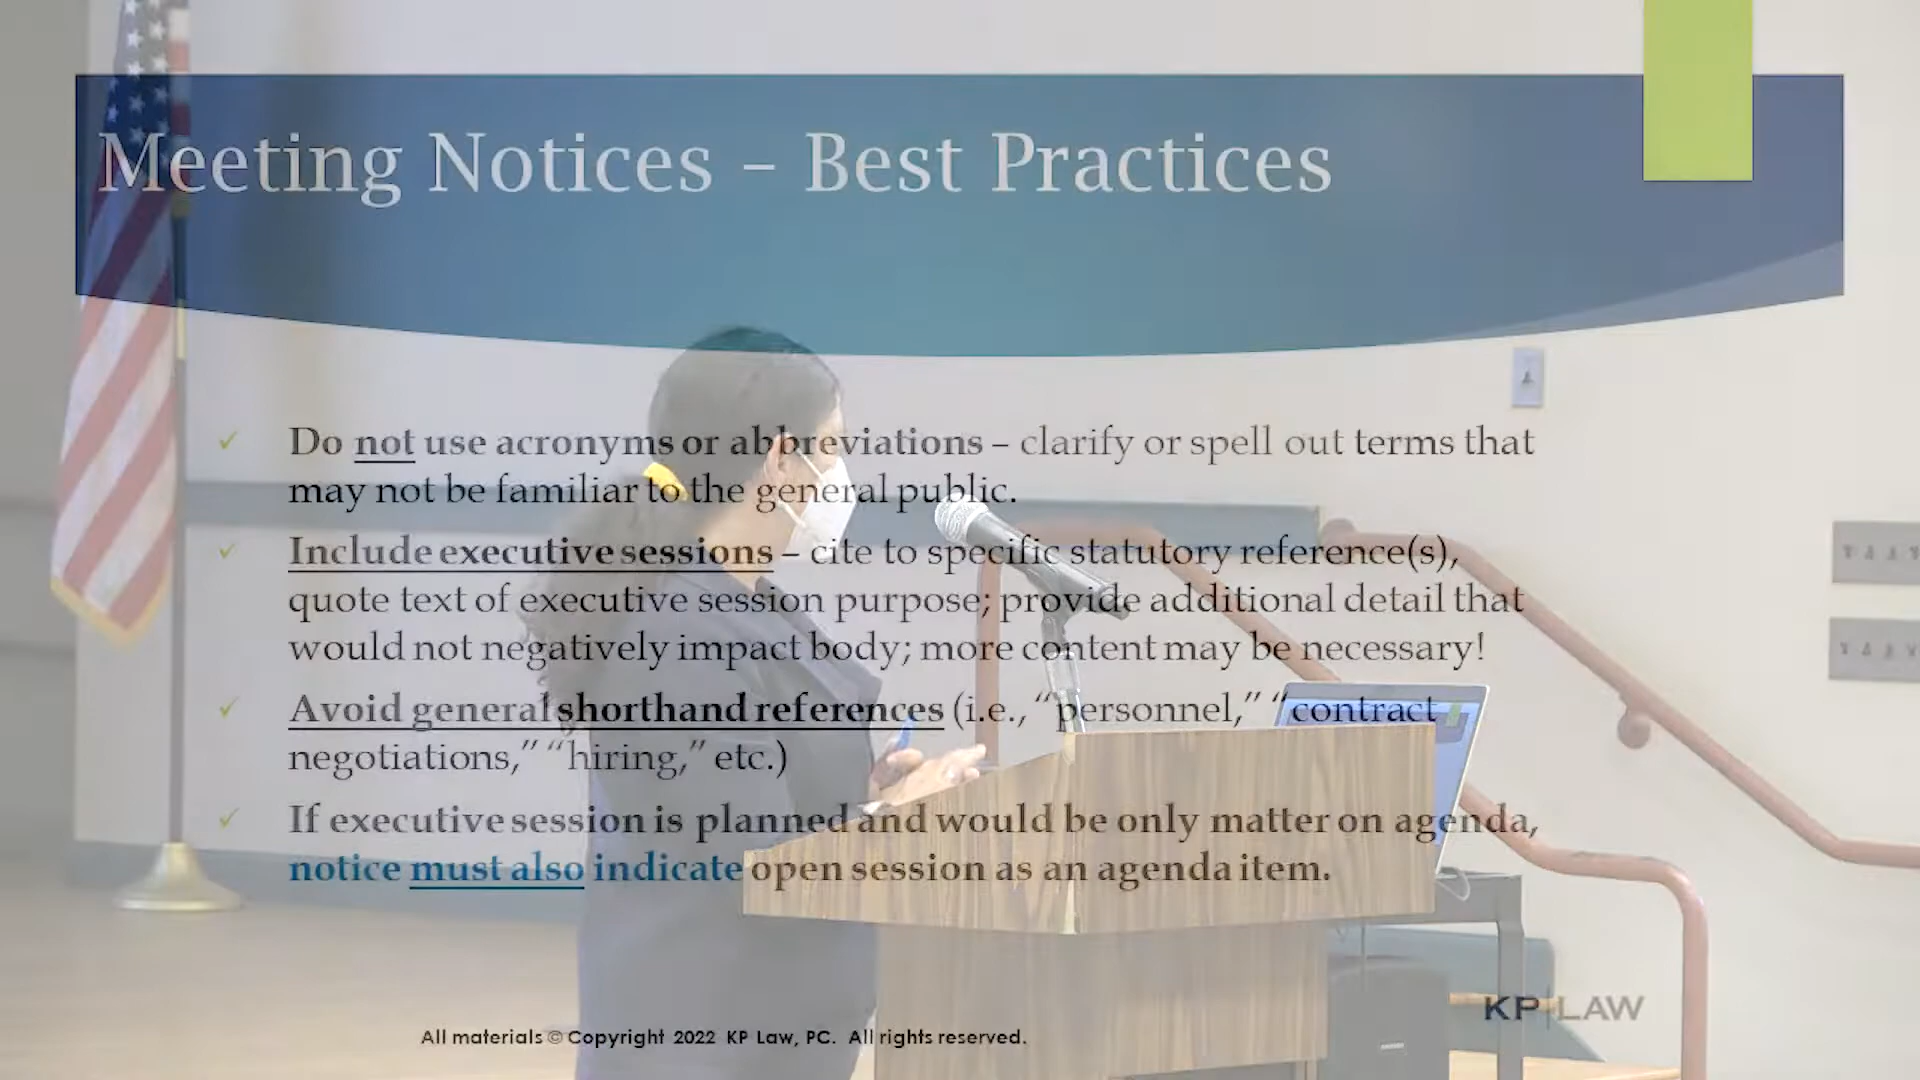 Meeting Notices – Best Practices
✓ Do not use acronyms or abbreviations – clarify or spell out terms that
may not be familiar to the general public.
✓ Include executive sessions – cite to specific statutory reference(s),
quote text of executive session purpose; provide additional detail that
would not negatively impact body; more content may be necessary!
✓ Avoid general shorthand references (i.e., “personnel,” “contract
negotiations,” “hiring,” etc.)
✓ If executive session is planned and would be only matter on agenda,
notice must also indicate open session as an agenda item.
KP|LAW
All materials © Copyright 2022 KP Law, PC. All rights reserved.